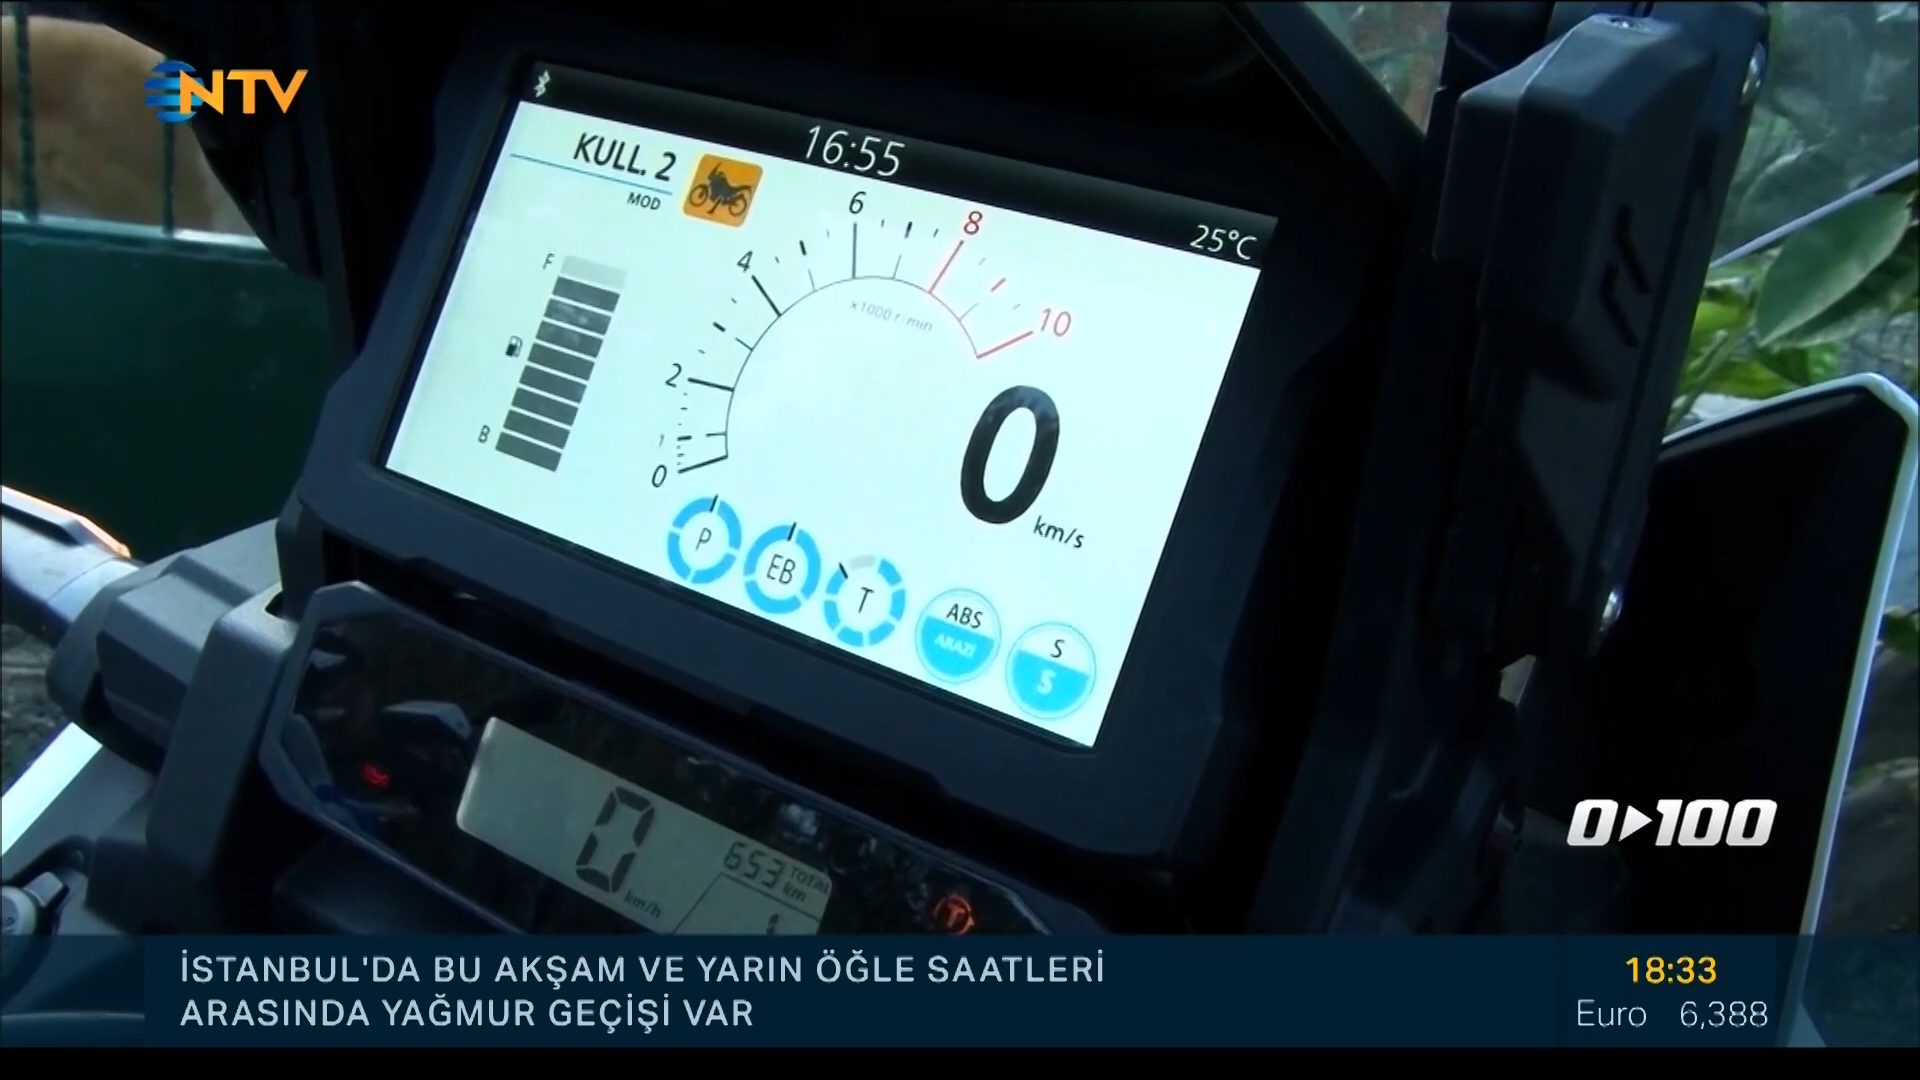 NTV
16:55
25°C
KULL. 2
MOD
F
B
0
1
2
4
6
8
10
x1000 r/min
0
km/s
P
EB
T
ABS
ARAZİ
S
S
0
km/h
653
TOTAL
km
1
T
0▶100
İSTANBUL'DA BU AKŞAM VE YARIN ÖĞLE SAATLERİ
ARASINDA YAĞMUR GEÇİŞİ VAR
18:33
Euro 6,388